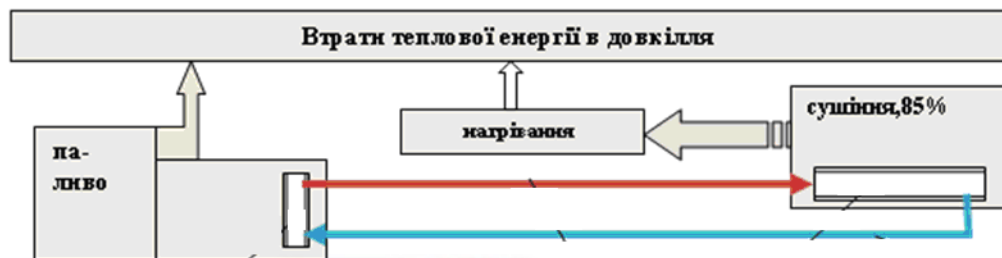 Втрати теплової енергії в довкілля
сушіння,85%
нагрівання
па-
ливо